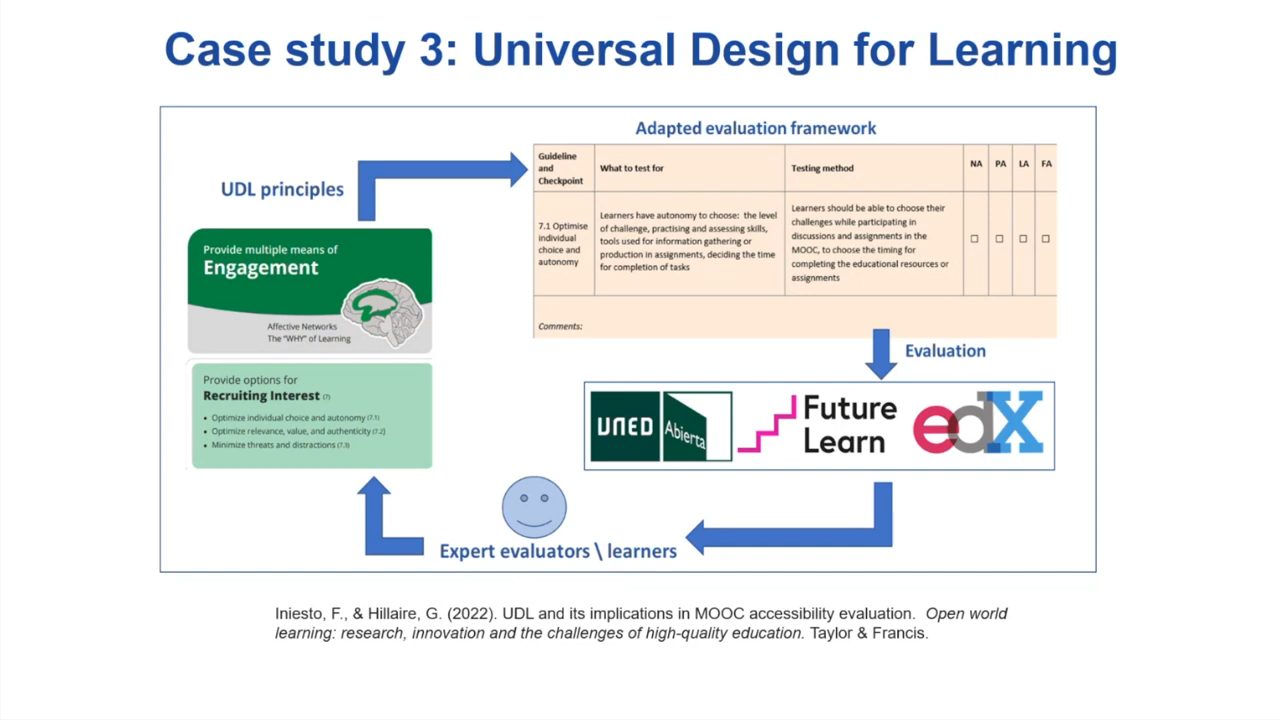 Case study 3: Universal Design for Learning
Adapted evaluation framework
UDL principles
Guideline
and
Checkpoint
What to test for
Testing method
NA
PA
LA
FA
7.1 Optimise
individual
choice and
autonomy
Learners have autonomy to choose: the level
of challenge, practising and assessing skills,
tools used for information gathering or
production in assignments, deciding the time
for completion of tasks
Learners should be able to choose their
challenges while participating in
discussions and assignments in the
MOOC, to choose the timing for
completing the educational resources or
assignments
Comments:
Provide multiple means of
Engagement
Affective Networks
The "WHY" of Learning
Provide options for
Recruiting Interest (7)
• Optimize individual choice and autonomy (7.1)
• Optimize relevance, value, and authenticity (7.2)
• Minimize threats and distractions (7.3)
Evaluation
UNED
Abierta
Future
Learn
edX
Expert evaluators \ learners
Iniesto, F., & Hillaire, G. (2022). UDL and its implications in MOOC accessibility evaluation. Open world
learning: research, innovation and the challenges of high-quality education. Taylor & Francis.